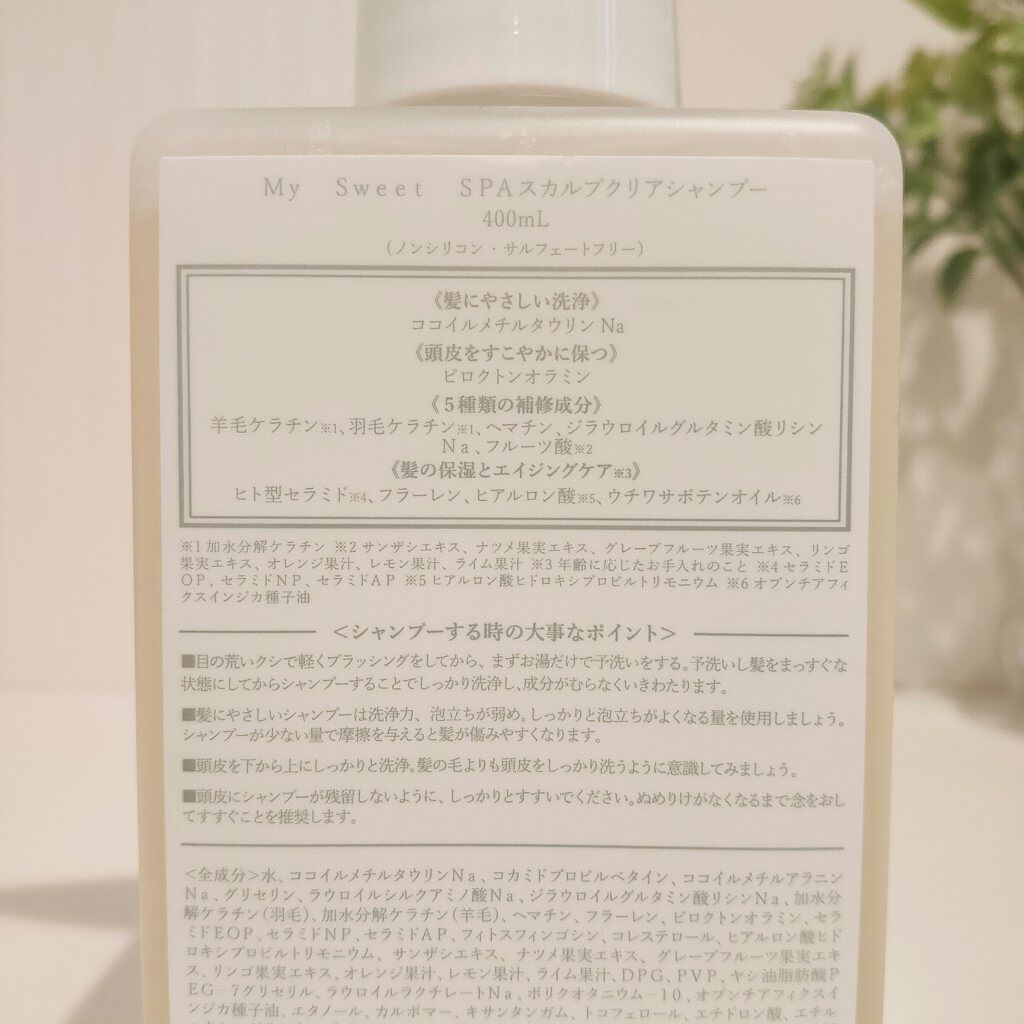 My Sweet SPAスカルプクリアシャンプー
400mL
（ノンシリコン・サルフェートフリー）
《髪にやさしい洗浄》
ココイルメチルタウリン Na
《頭皮をすこやかに保つ》
ピロクトンオラミン
《５種類の補修成分》
羊毛ケラチン※1、羽毛ケラチン※1、ヘマチン、ジラウロイルグルタミン酸リシン
Na、フルーツ酸※2
《髪の保湿とエイジングケア※3》
ヒト型セラミド※4、フラーレン、ヒアルロン酸※5、ウチワサボテンオイル※6
※1 加水分解ケラチン ※2 サンザシエキス、ナツメ果実エキス、グレープフルーツ果実エキス、リンゴ
果実エキス、オレンジ果汁、レモン果汁、ライム果汁 ※3 年齢に応じたお手入れのこと ※4 セラミドE
OP、セラミドNP、セラミドAP ※5 ヒアルロン酸ヒドロキシプロピルトリモニウム ※6 オプンチアフィ
クスインジカ種子油
＜シャンプーする時の大事なポイント＞
■目の荒いクシで軽くブラッシングをしてから、まずお湯だけで予洗いをする。予洗いし髪をまっすぐな
状態にしてからシャンプーすることでしっかり洗浄し、成分がむらなくいきわたります。
■髪にやさしいシャンプーは洗浄力、泡立ちが弱め。しっかりと泡立ちがよくなる量を使用しましょう。
シャンプーが少ない量で摩擦を与えると髪が傷みやすくなります。
■頭皮を下から上にしっかりと洗浄。髪の毛よりも頭皮をしっかり洗うように意識してみましょう。
■頭皮にシャンプーが残留しないように、しっかりとすすいでください。ぬめりけがなくなるまで念をおし
てすすぐことを推奨します。
＜全成分＞水、ココイルメチルタウリンNa、コカミドプロピルベタイン、ココイルメチルアラニン
Na、グリセリン、ラウロイルシルクアミノ酸Na、ジラウロイルグルタミン酸リシンNa、加水分
解ケラチン（羽毛）、加水分解ケラチン（羊毛）、ヘマチン、フラーレン、ピロクトンオラミン、セラ
ミドEOP、セラミドNP、セラミドAP、フィトスフィンゴシン、コレステロール、ヒアルロン酸ヒド
ロキシプロピルトリモニウム、サンザシエキス、ナツメ果実エキス、グレープフルーツ果実エキ
ス、リンゴ果実エキス、オレンジ果汁、レモン果汁、ライム果汁、DPG、PVP、ヤシ油脂肪酸P
EG－7グリセリル、ラウロイルラクチレートNa、ポリクオタニウム－10、オプンチアフィクスイ
ンジカ種子油、エタノール、カルボマー、キサンタンガム、トコフェロール、エチドロン酸、エチル